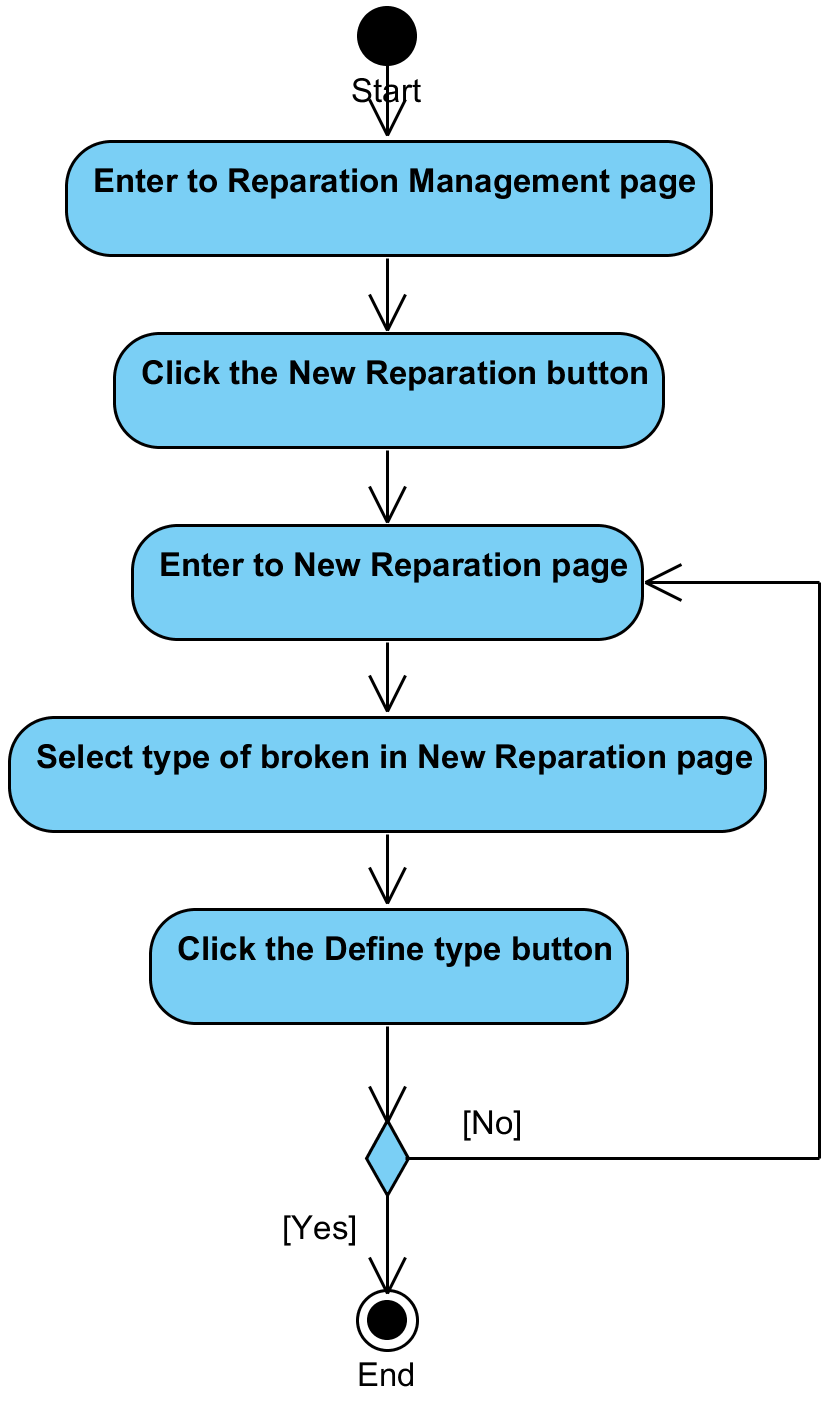 Start
Enter to Reparation Management page
Click the New Reparation button
Enter to New Reparation page
Select type of broken in New Reparation page
Click the Define type button
[No]
[Yes]
End